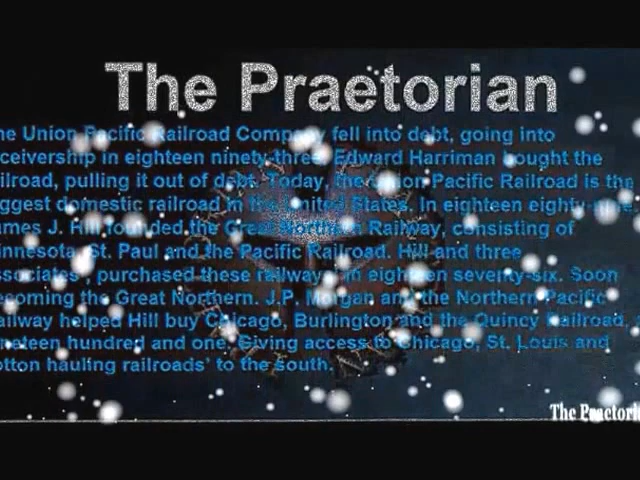 The Praetorian
he Union Pacific Railroad Company fell into debt, going into
ceivership in eighteen ninety three. Edward Harriman bought the
ilroad, pulling it out of debt. Today, the Union Pacific Railroad is the
ggest domestic railroad in the United States. In eighteen eighty-
ames J. Hill founded the Great Northern Railway, consisting of
innesota, St. Paul and the Pacific Railroad. Hill and three
ssociates', purchased these railways in eighteen seventy-six. Soon
ecoming the Great Northern. J.P. Morgan and the Northern Pacific
ailway helped Hill buy Chicago, Burlington and the Quincy Railroad,
ineteen hundred and one. Giving access to Chicago, St. Louis and
otton hauling railroads' to the south.
The Praetori